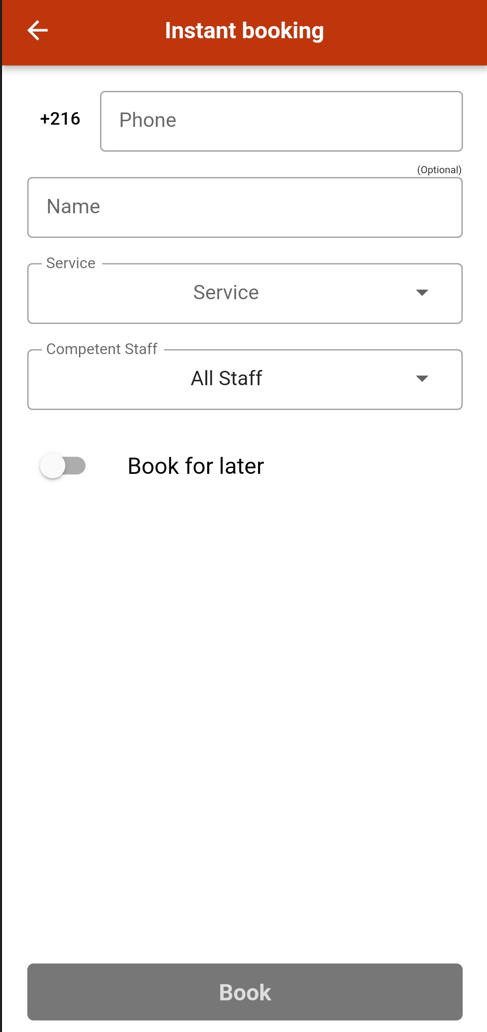 Instant booking
+216 Phone
(Optional)
Name
Service
Service
Competent Staff
All Staff
Book for later
Book